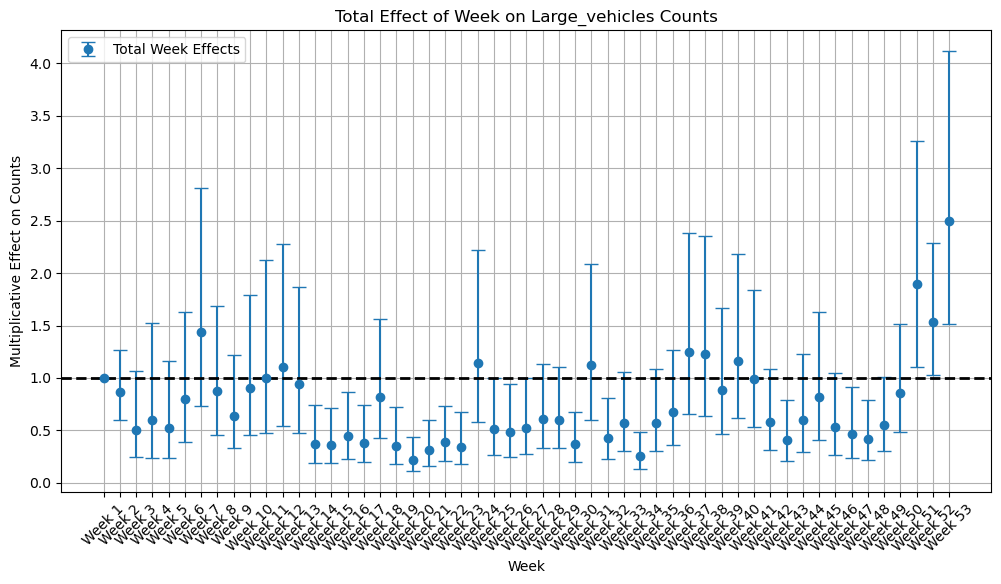 Total Effect of Week on Large_vehicles Counts
Total Week Effects
Multiplicative Effect on Counts
4.0
3.5
3.0
2.5
2.0
1.5
1.0
0.5
0.0
Week 1
Week 2
Week 3
Week 4
Week 5
Week 6
Week 7
Week 8
Week 9
Week 10
Week 11
Week 12
Week 13
Week 14
Week 15
Week 16
Week 17
Week 18
Week 19
Week 20
Week 21
Week 22
Week 23
Week 24
Week 25
Week 26
Week 27
Week 28
Week 29
Week 30
Week 31
Week 32
Week 33
Week 34
Week 35
Week 36
Week 37
Week 38
Week 39
Week 40
Week 41
Week 42
Week 43
Week 44
Week 45
Week 46
Week 47
Week 48
Week 49
Week 50
Week 51
Week 52
Week 53
Week